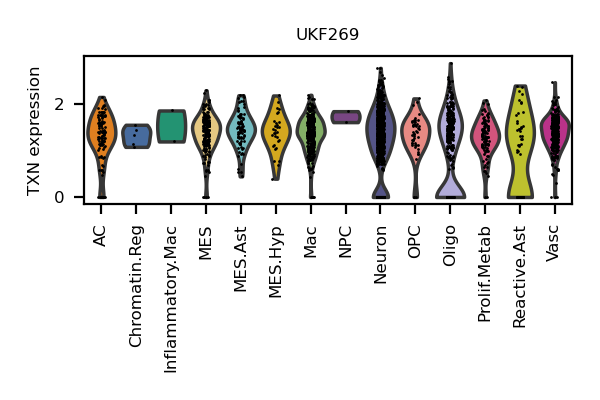 UKF269
TXN expression
2
0
AC
Chromatin.Reg
Inflammatory.Mac
MES
MES.Ast
MES.Hyp
Mac
NPC
Neuron
OPC
Oligo
Prolif.Metab
Reactive.Ast
Vasc